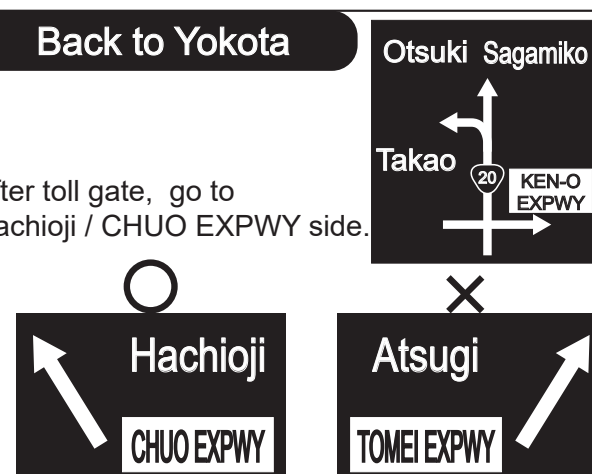 Back to Yokota
Otsuki Sagamiko
Takao
20
KEN-O
EXPWY
fter toll gate, go to
achioji / CHUO EXPWY side.
Hachioji
CHUO EXPWY
Atsugi
TOMEI EXPWY